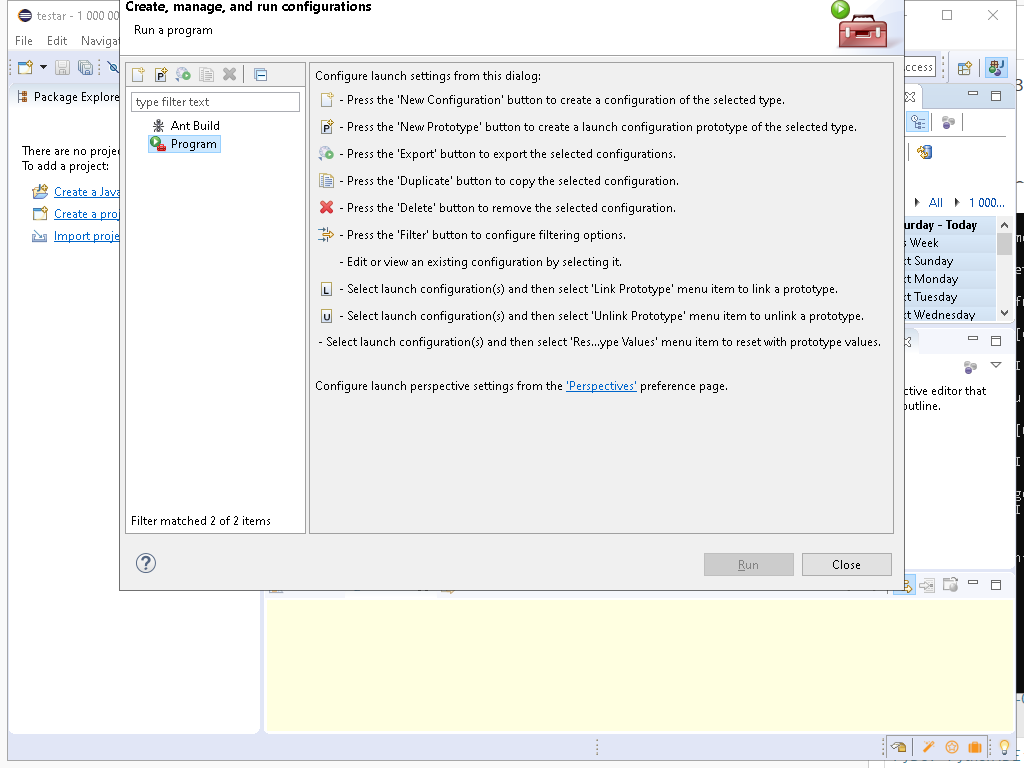 testar - 1 000 00
Create, manage, and run configurations
Run a program
File Edit Navigat
type filter text
Ant Build
Program
Filter matched 2 of 2 items
Configure launch settings from this dialog:
- Press the 'New Configuration' button to create a configuration of the selected type.
- Press the 'New Prototype' button to create a launch configuration prototype of the selected type.
- Press the 'Export' button to export the selected configurations.
- Press the 'Duplicate' button to copy the selected configuration.
- Press the 'Delete' button to remove the selected configuration.
- Press the 'Filter' button to configure filtering options.
- Edit or view an existing configuration by selecting it.
- Select launch configuration(s) and then select 'Link Prototype' menu item to link a prototype.
- Select launch configuration(s) and then select 'Unlink Prototype' menu item to unlink a prototype.
- Select launch configuration(s) and then select 'Res...ype Values' menu item to reset with prototype values.
Configure launch perspective settings from the 'Perspectives' preference page.
Run
Close
Package Explore
There are no projec
To add a project:
Create a Java
Create a proj
Import proje
ccess
All
1 000...
urday - Today
s Week
xt Sunday
xt Monday
xt Tuesday
xt Wednesday
ctive editor that
outline.